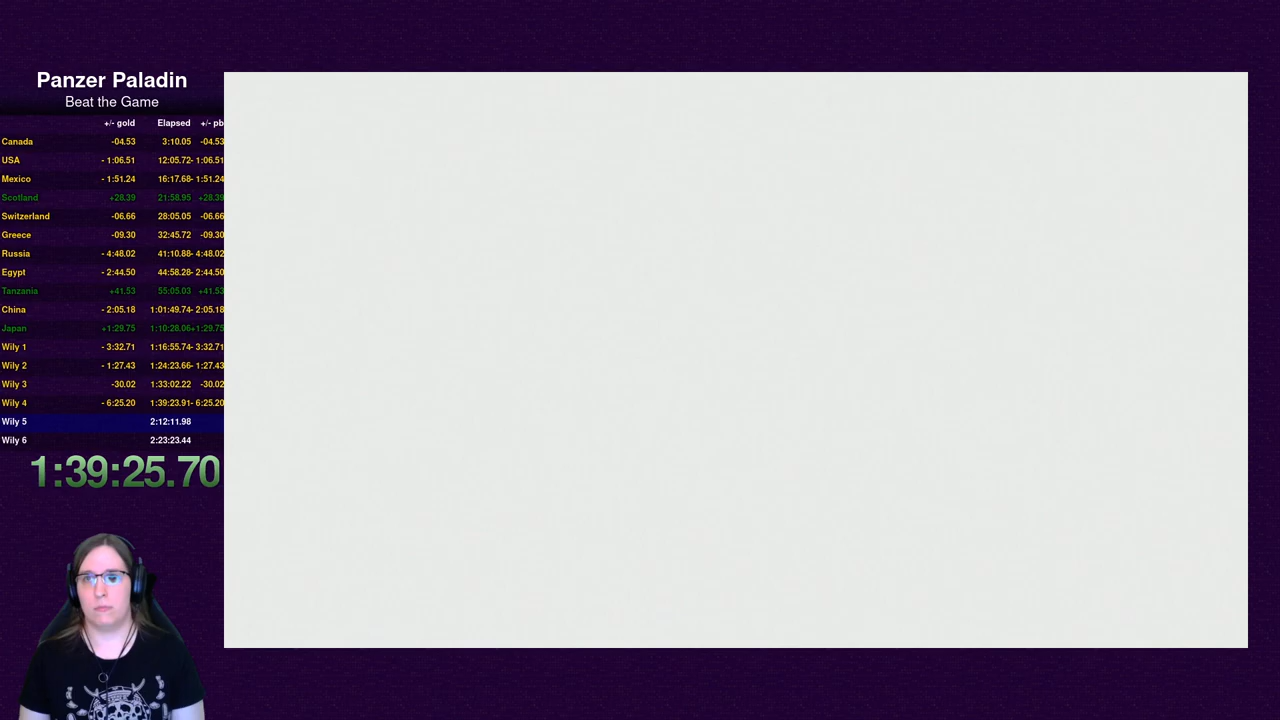 Panzer Paladin
Beat the Game
+/- gold Elapsed +/- pb
Canada -04.53 3:10.05 -04.53
USA - 1:06.51 12:05.72 - 1:06.51
Mexico - 1:51.24 16:17.68 - 1:51.24
Scotland +28.39 21:58.95 +28.39
Switzerland -06.66 28:05.05 -06.66
Greece -09.30 32:45.72 -09.30
Russia - 4:48.02 41:10.88 - 4:48.02
Egypt - 2:44.50 44:58.28 - 2:44.50
Tanzania +41.53 55:05.03 +41.53
China - 2:05.18 1:01:49.74 - 2:05.18
Japan +1:29.75 1:10:28.06 +1:29.75
Wily 1 - 3:32.71 1:16:55.74 - 3:32.71
Wily 2 - 1:27.43 1:24:23.66 - 1:27.43
Wily 3 -30.02 1:33:02.22 -30.02
Wily 4 - 6:25.20 1:39:23.91 - 6:25.20
Wily 5 2:12:11.98
Wily 6 2:23:23.44
1:39:25.70